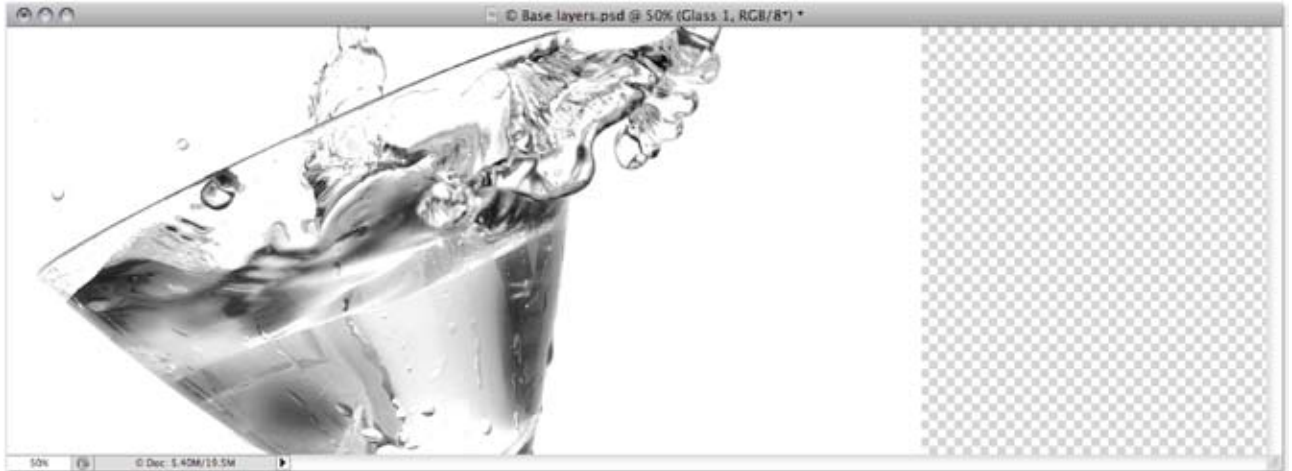 © Base layers.psd @ 50% (Glass 1, RGB/8*) *
50% © Doc: 5.40M/19.5M